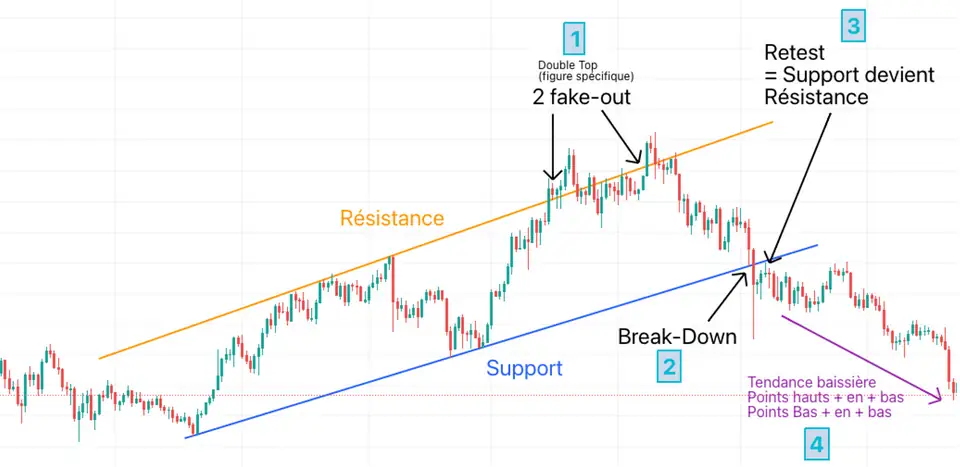 1
Double Top
(figure spécifique)
2 fake-out
3
Retest
= Support devient
Résistance
Résistance
Support
Break-Down
2
Tendance baissière
Points hauts + en + bas
Points Bas + en + bas
4